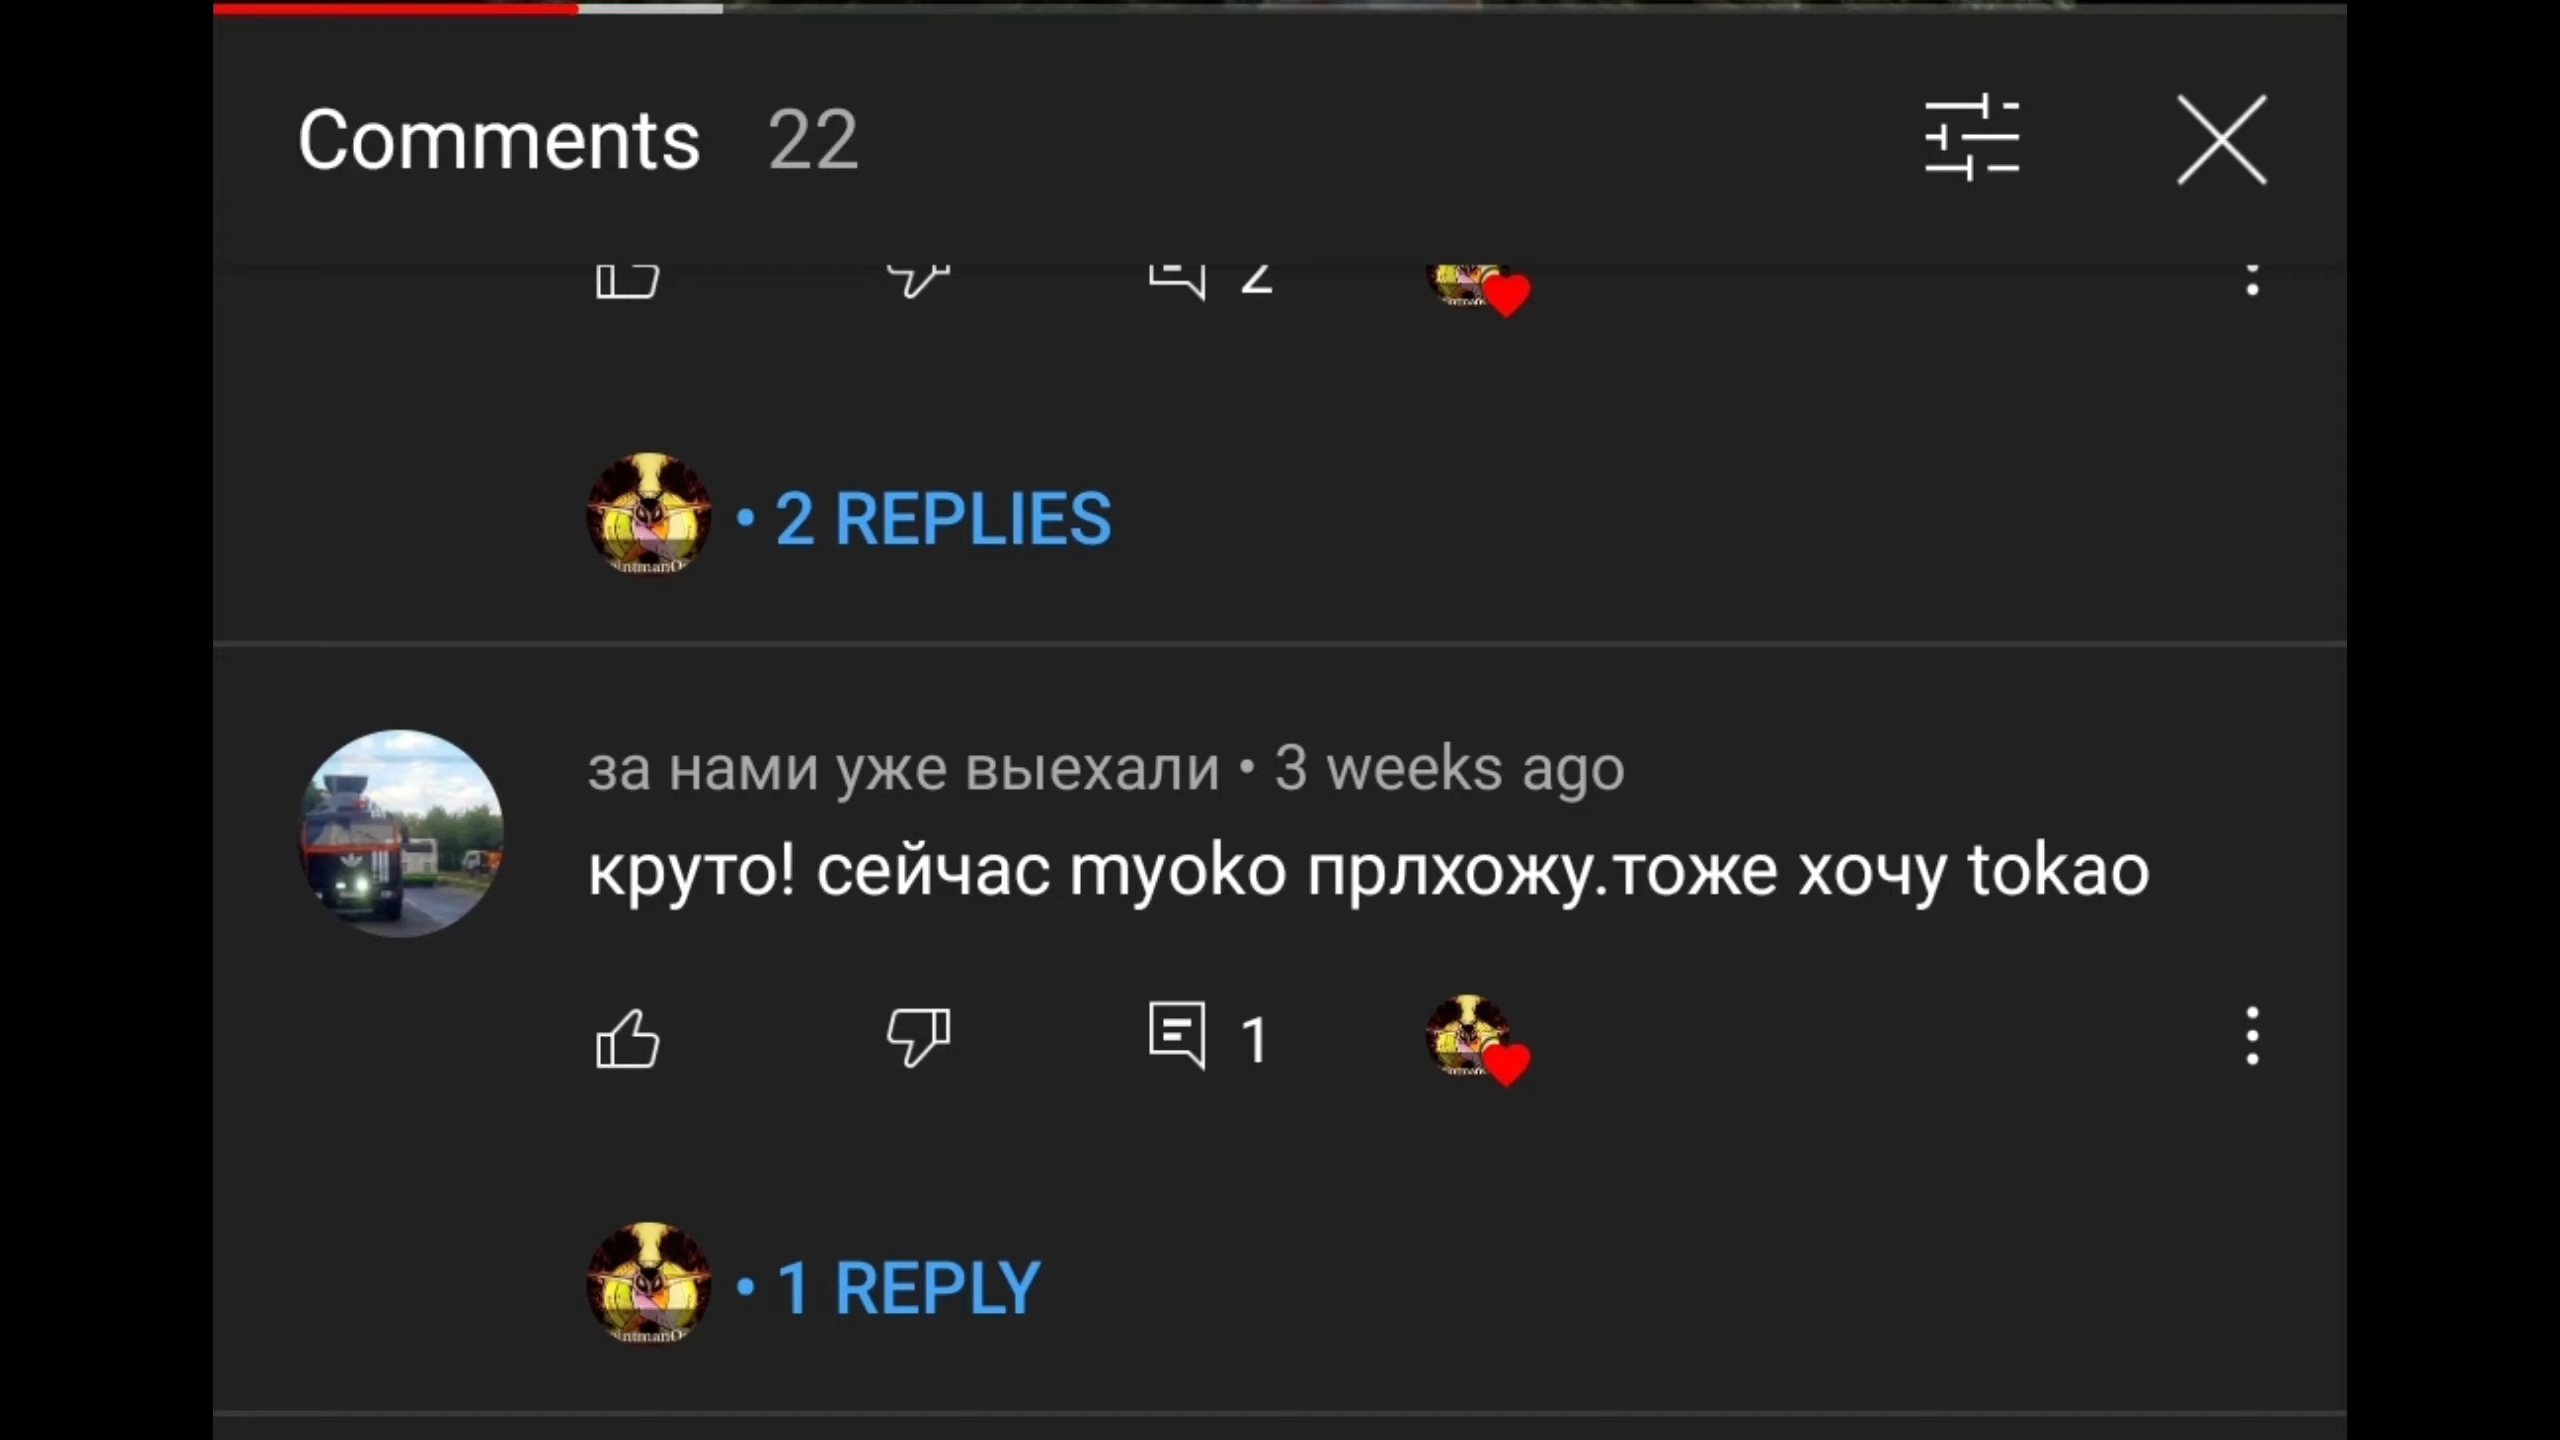 Comments 22
2
• 2 REPLIES
за нами уже выехали • 3 weeks ago
круто! сейчас myoko прлхожу.тоже хочу tokao
1
• 1 REPLY